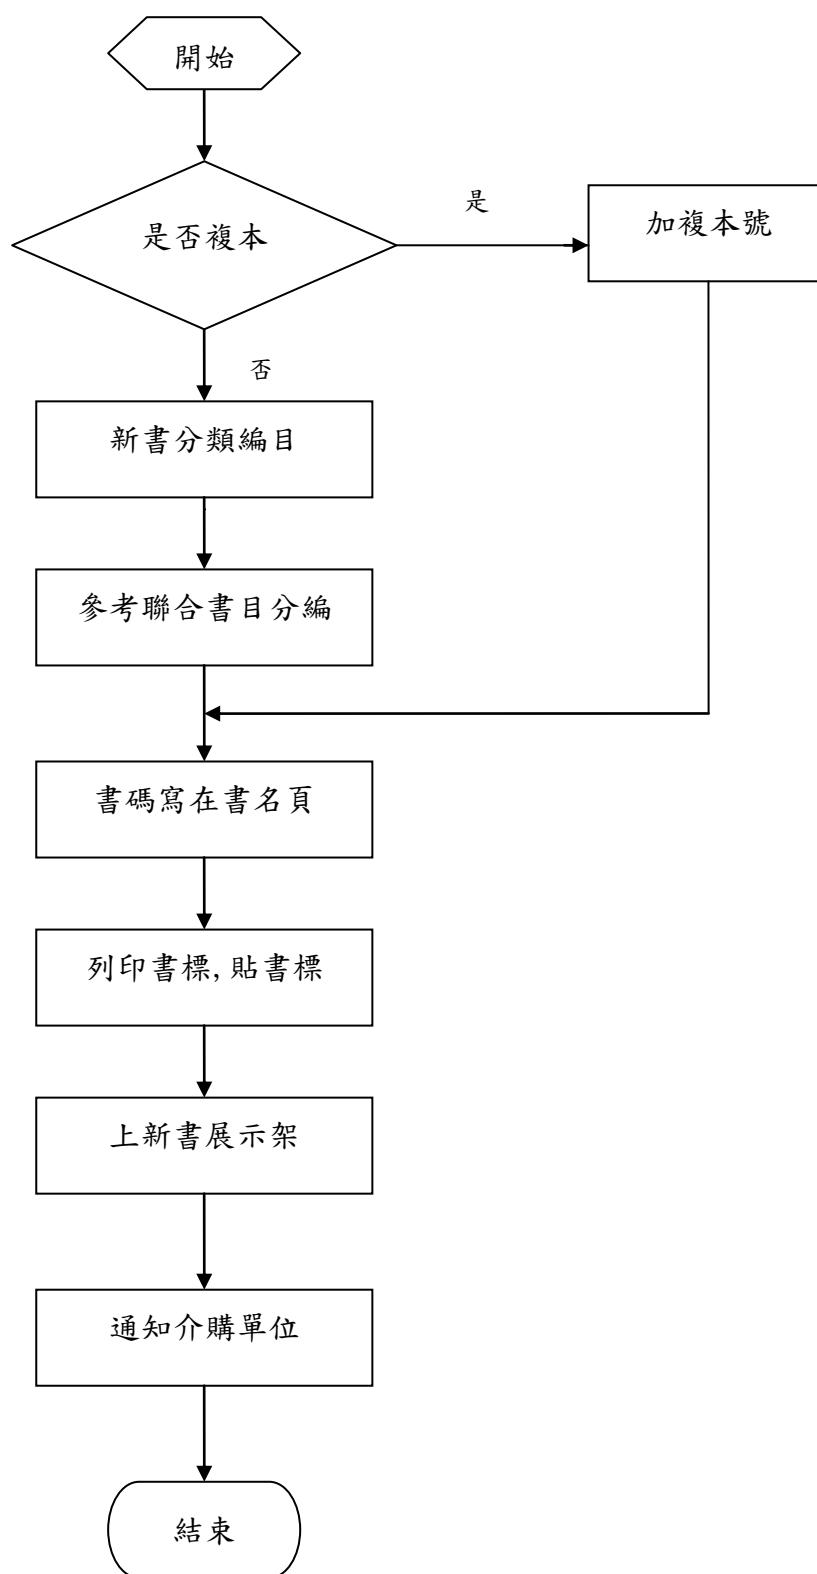 開始
是否複本
是
加複本號
否
新書分類編目
參考聯合書目分編
書碼寫在書名頁
列印書標,貼書標
上新書展示架
通知介購單位
結束